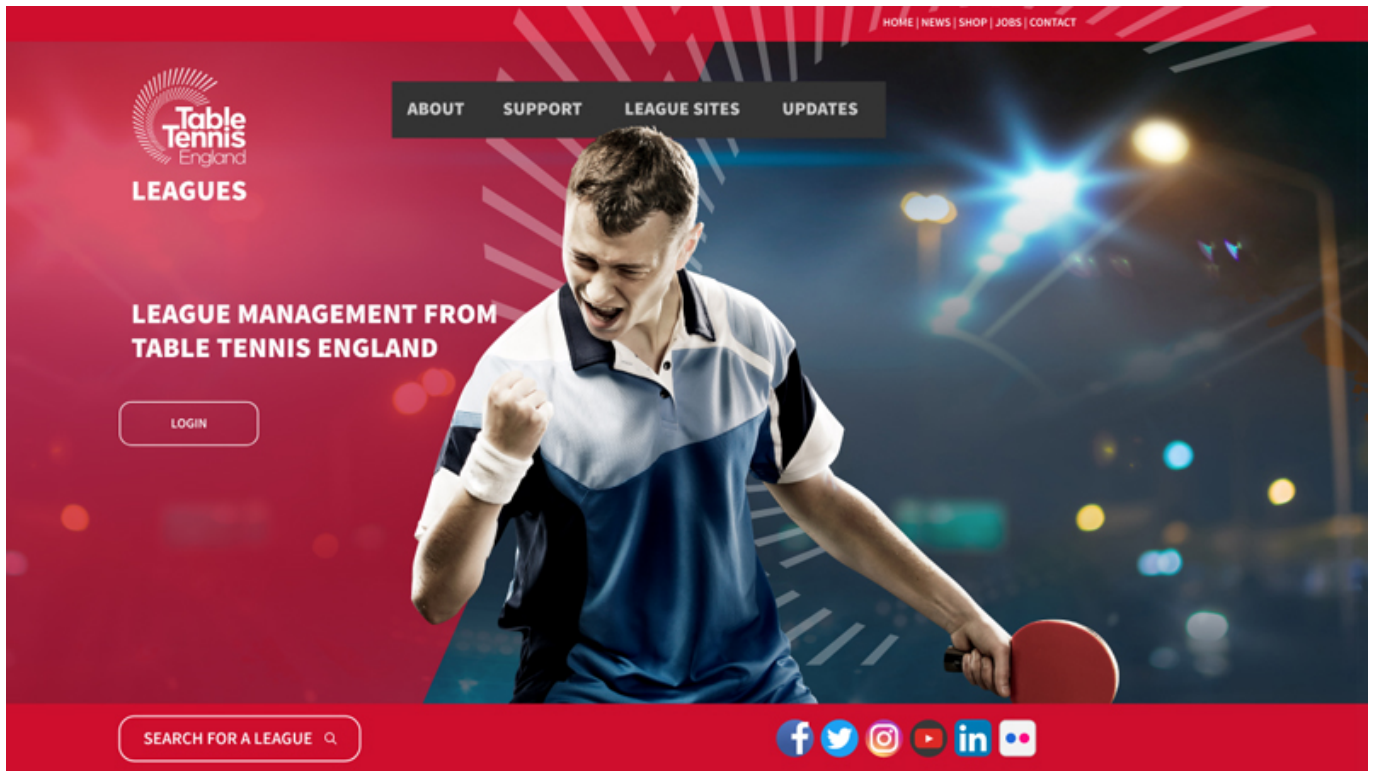 HOME | NEWS | SHOP | JOBS | CONTACT
Table
Tennis
England
LEAGUES
ABOUT SUPPORT LEAGUE SITES UPDATES
LEAGUE MANAGEMENT FROM
TABLE TENNIS ENGLAND
LOGIN
SEARCH FOR A LEAGUE
f in